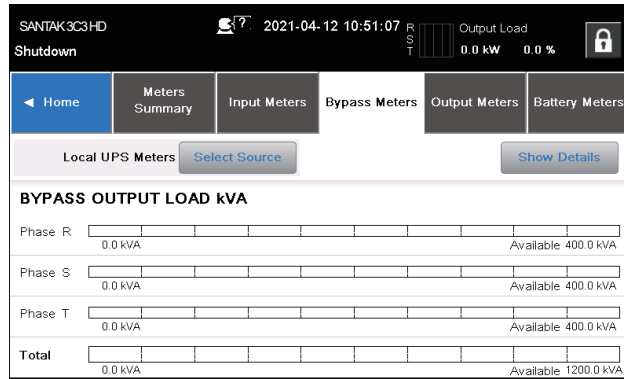 SANTAK 3C3 HD
Shutdown
? 2021-04-12 10:51:07
R
S
T
Output Load
0.0 kW 0.0 %
◄ Home
Meters
Summary
Input Meters
Bypass Meters
Output Meters
Battery Meters
Local UPS Meters Select Source Show Details
BYPASS OUTPUT LOAD kVA
Phase R
0.0 kVA Available 400.0 kVA
Phase S
0.0 kVA Available 400.0 kVA
Phase T
0.0 kVA Available 400.0 kVA
Total
0.0 kVA Available 1200.0 kVA